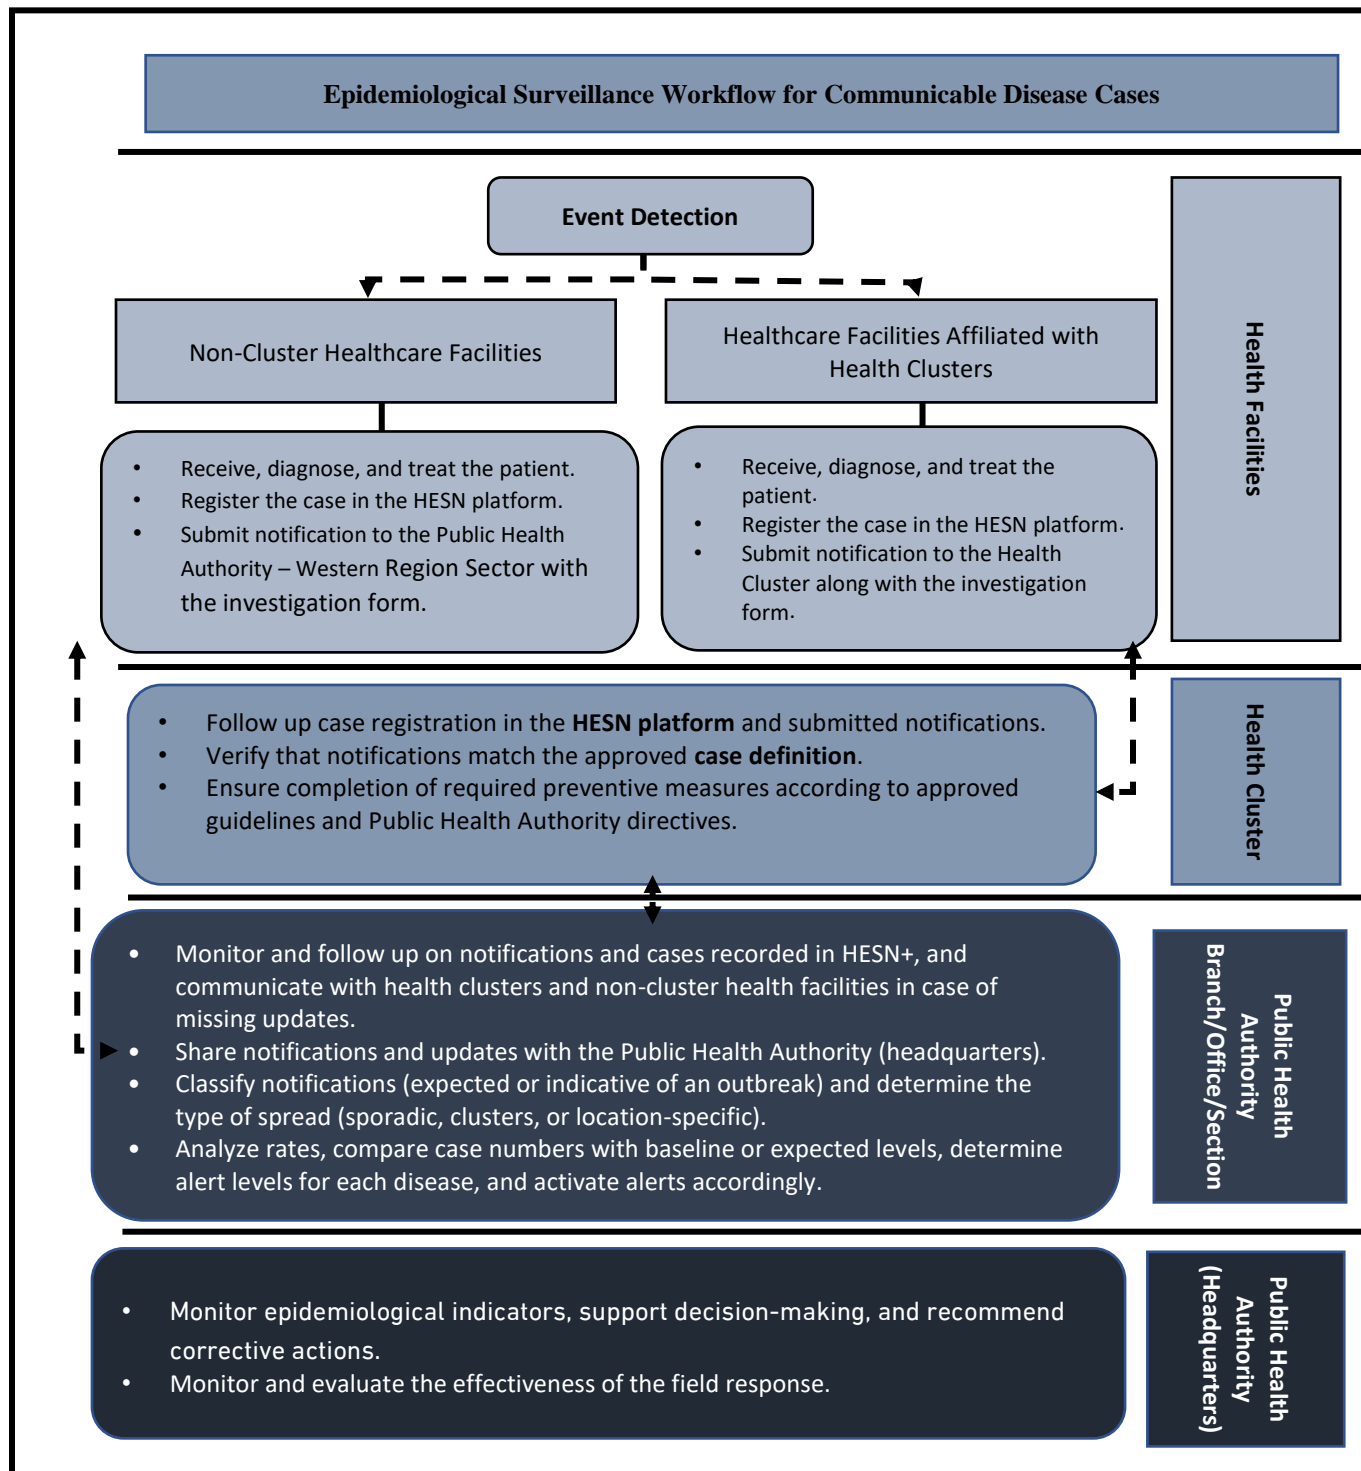 Epidemiological Surveillance Workflow for Communicable Disease Cases
Event Detection
Non-Cluster Healthcare Facilities
Healthcare Facilities Affiliated with
Health Clusters
• Receive, diagnose, and treat the patient.
• Register the case in the HESN platform.
• Submit notification to the Public Health
Authority – Western Region Sector with
the investigation form.
• Receive, diagnose, and treat the
patient.
• Register the case in the HESN platform.
• Submit notification to the Health
Cluster along with the investigation
form.
Health Facilities
• Follow up case registration in the HESN platform and submitted notifications.
• Verify that notifications match the approved case definition.
• Ensure completion of required preventive measures according to approved
guidelines and Public Health Authority directives.
Health Cluster
• Monitor and follow up on notifications and cases recorded in HESN+, and
communicate with health clusters and non-cluster health facilities in case of
missing updates.
• Share notifications and updates with the Public Health Authority (headquarters).
• Classify notifications (expected or indicative of an outbreak) and determine the
type of spread (sporadic, clusters, or location-specific).
• Analyze rates, compare case numbers with baseline or expected levels, determine
alert levels for each disease, and activate alerts accordingly.
Public Health
Authority
Branch/Office/Section
• Monitor epidemiological indicators, support decision-making, and recommend
corrective actions.
• Monitor and evaluate the effectiveness of the field response.
Public Health
Authority
(Headquarters)